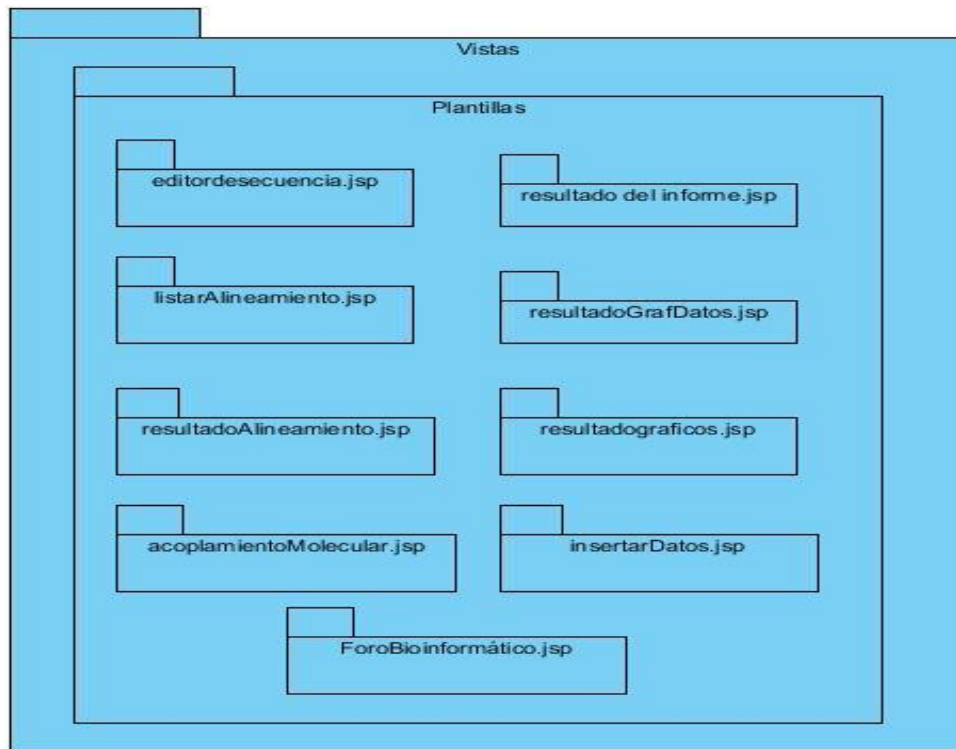 Vistas
Plantillas
editordesecuencia.jsp
resultado del informe.jsp
listarAlineamiento.jsp
resultadoGrafDatos.jsp
resultadoAlineamiento.jsp
resultadograficos.jsp
acoplamientoMolecular.jsp
insertarDatos.jsp
ForoBioinformático.jsp